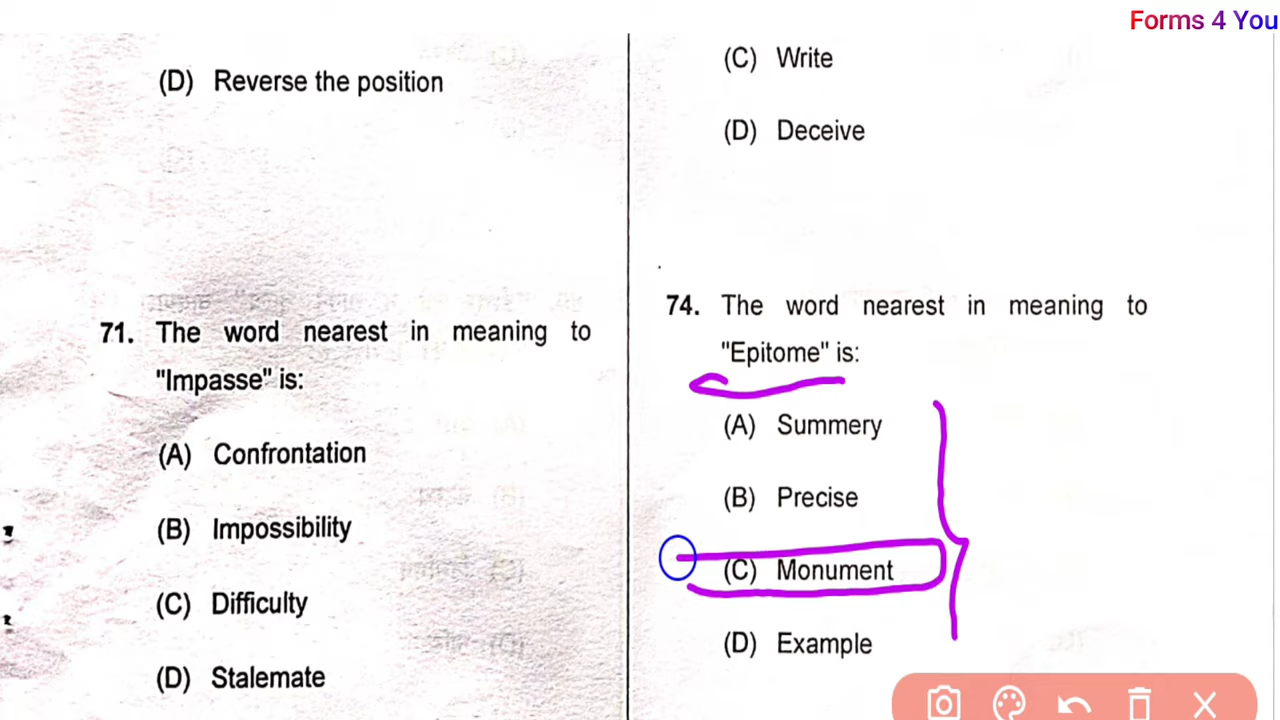 Forms 4 You
(D) Reverse the position
71. The word nearest in meaning to
"Impasse" is:
(A) Confrontation
(B) Impossibility
(C) Difficulty
(D) Stalemate
(C) Write
(D) Deceive
74. The word nearest in meaning to
"Epitome" is:
(A) Summery
(B) Precise
(C) Monument
(D) Example